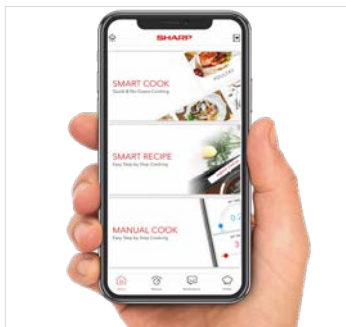 SHARP
SMART COOK
Quick & No-Guess Cooking
POULTRY
SMART RECIPE
Easy Step by Step Cooking
MANUAL COOK
Easy Step by Step Cooking